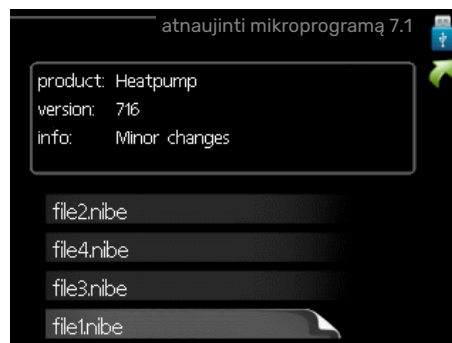 atnaujinti mikroprogramą 7.1
product: Heatpump
version: 716
info: Minor changes
file2.nibe
file4.nibe
file3.nibe
file1.nibe